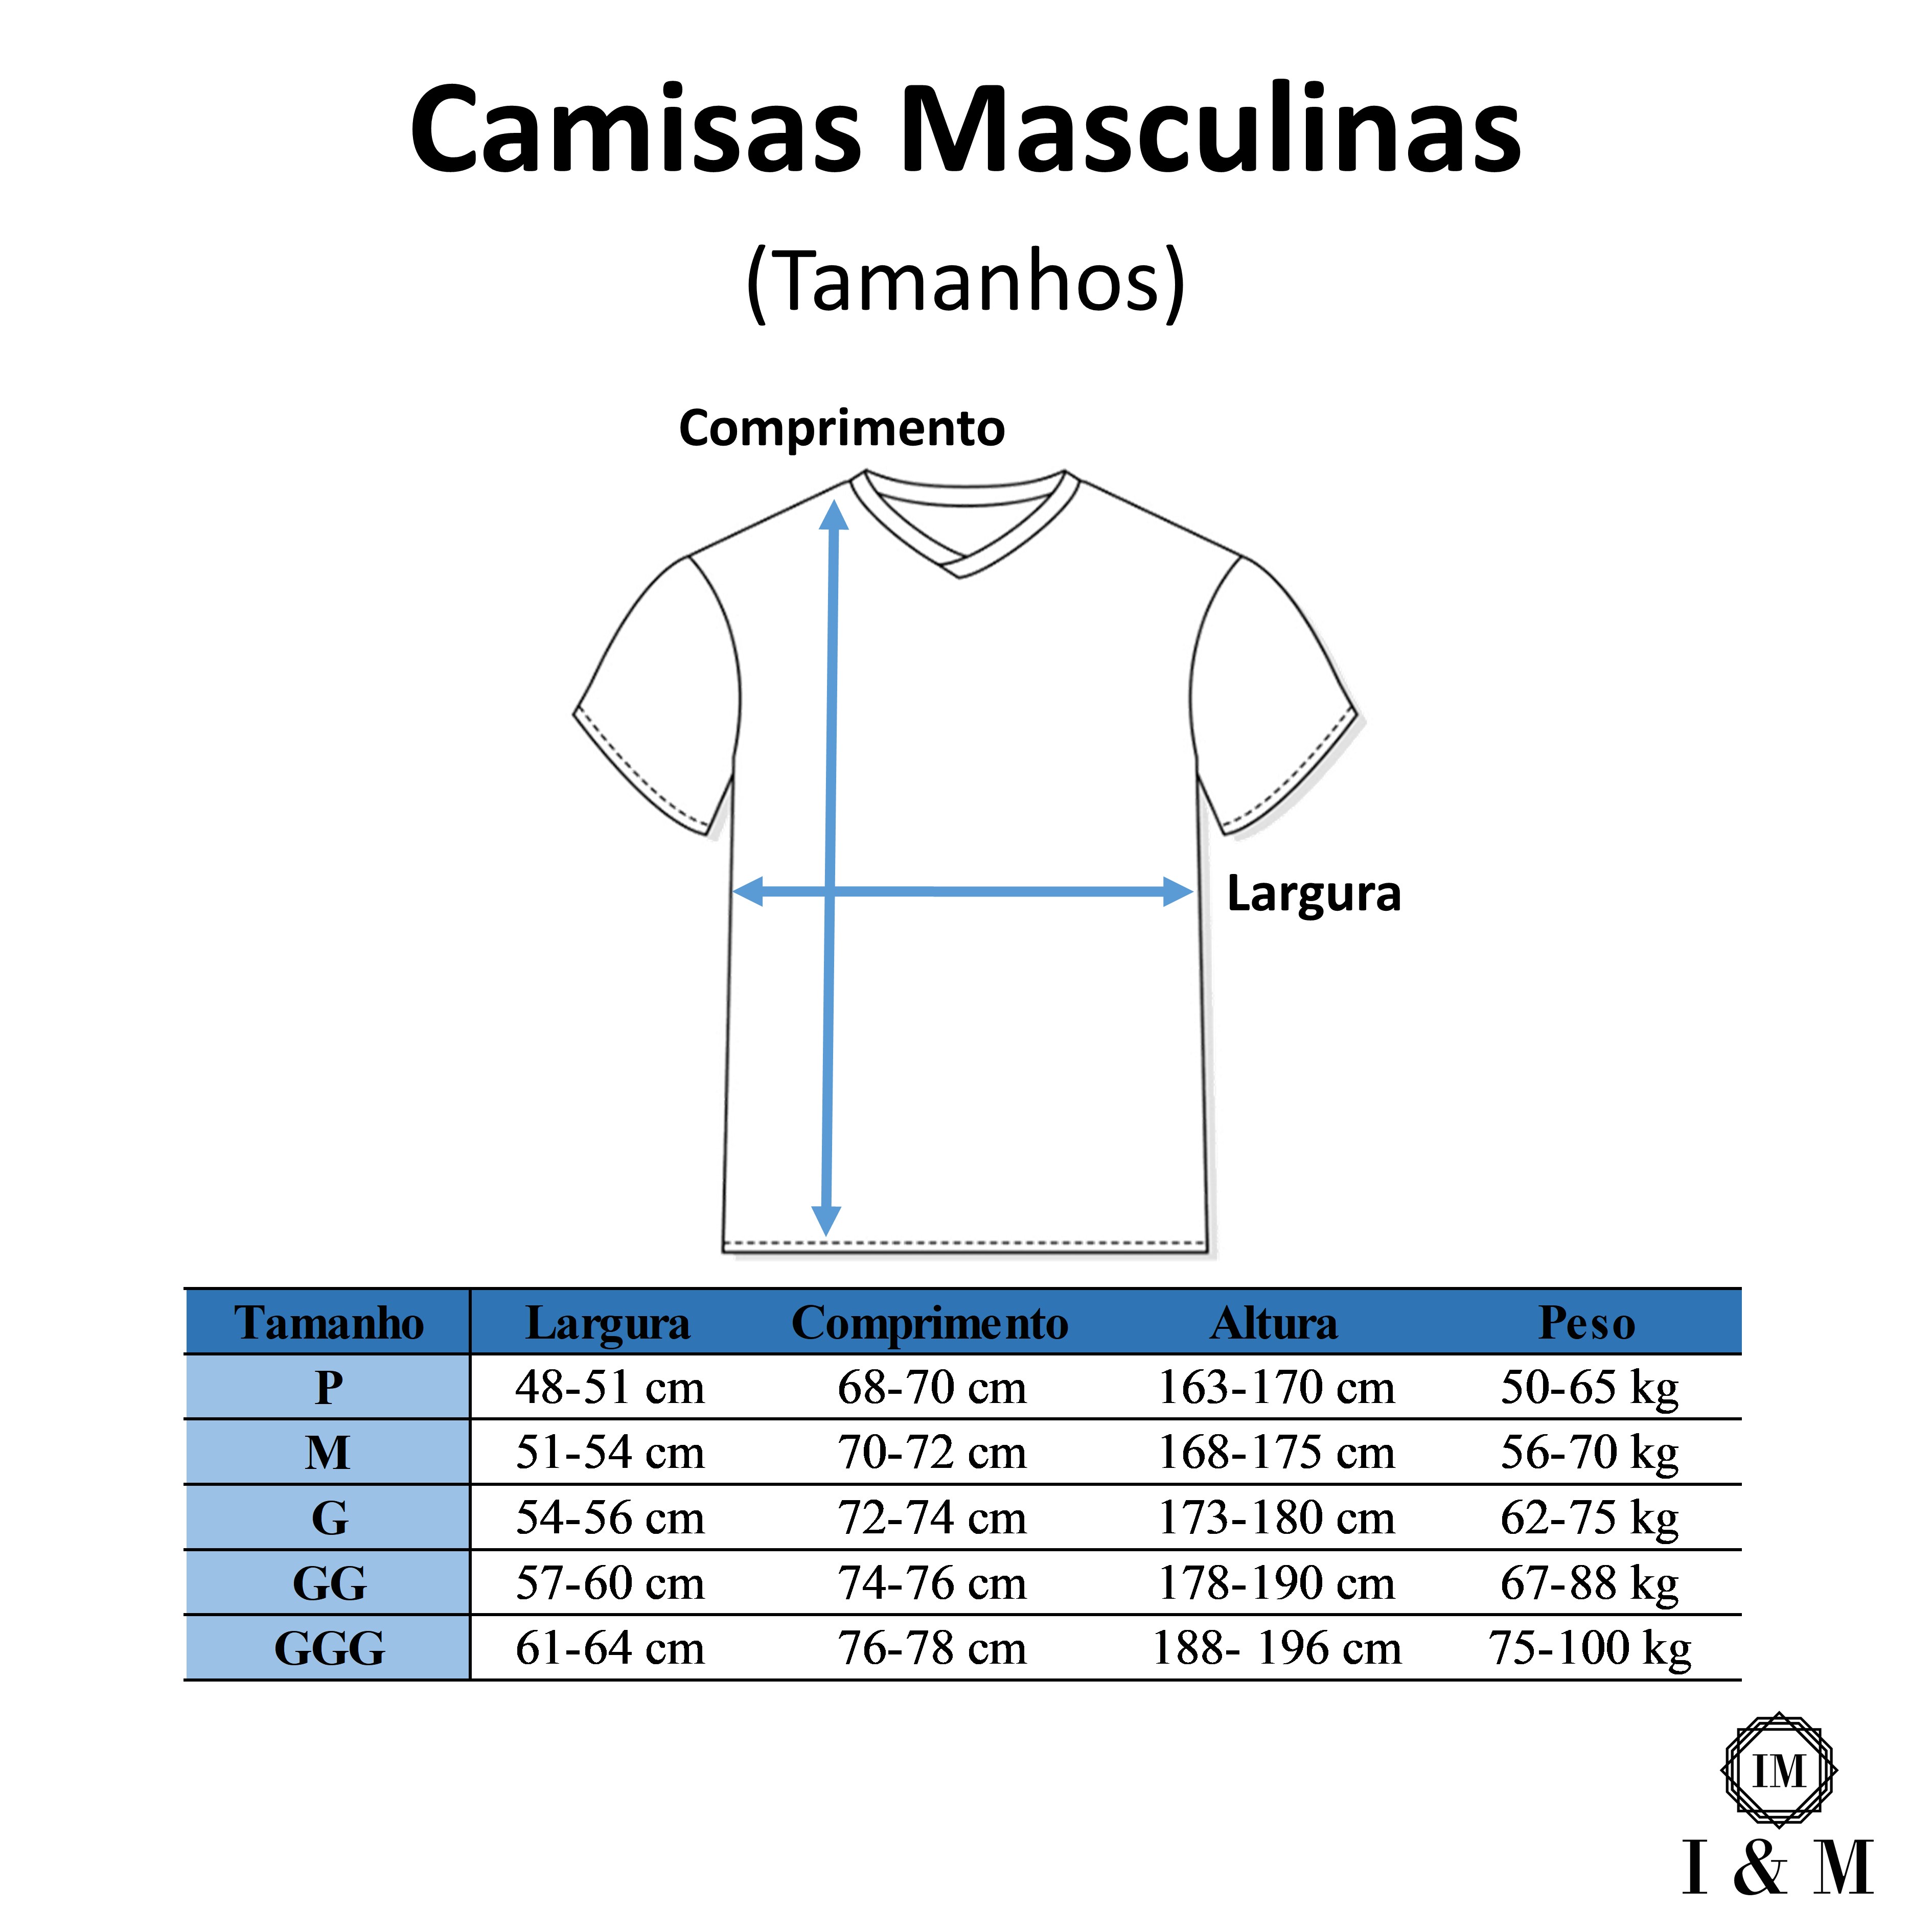 Camisas Masculinas
(Tamanhos)
Comprimento
Largura
Tamanho Largura Comprimento Altura Peso
P 48-51 cm 68-70 cm 163-170 cm 50-65 kg
M 51-54 cm 70-72 cm 168-175 cm 56-70 kg
G 54-56 cm 72-74 cm 173-180 cm 62-75 kg
GG 57-60 cm 74-76 cm 178-190 cm 67-88 kg
GGG 61-64 cm 76-78 cm 188- 196 cm 75-100 kg
IM
I & M